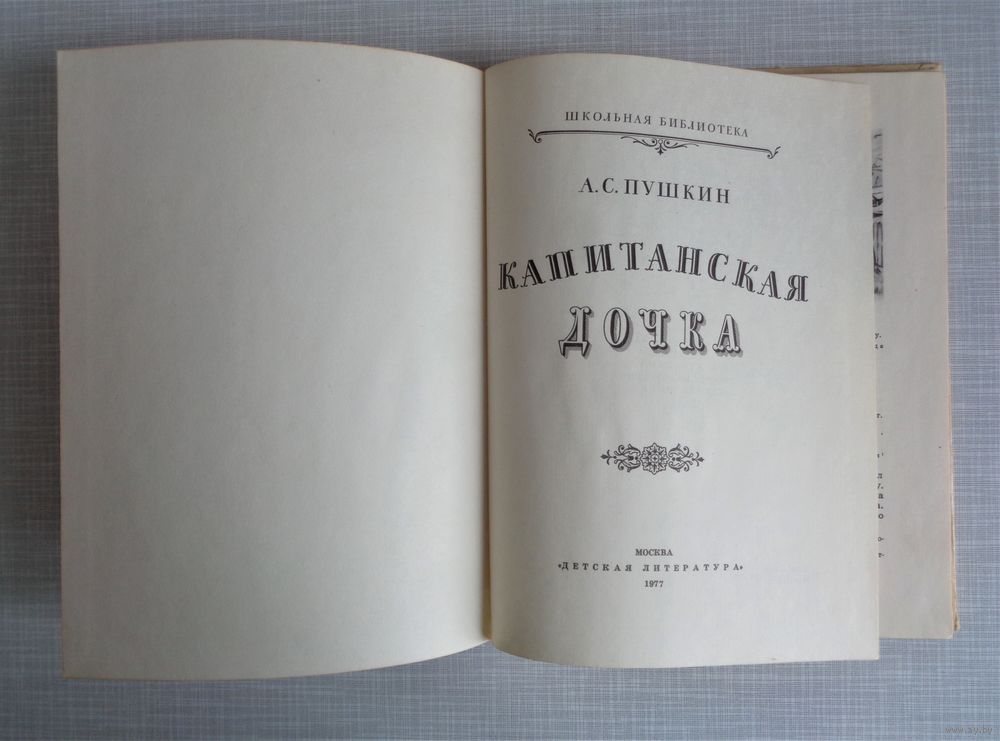 ШКОЛЬНАЯ БИБЛИОТЕКА
А.С. ПУШКИН
КАПИТАНСКАЯ
ДОЧКА
МОСКВА
«ДЕТСКАЯ ЛИТЕРАТУРА»
1977